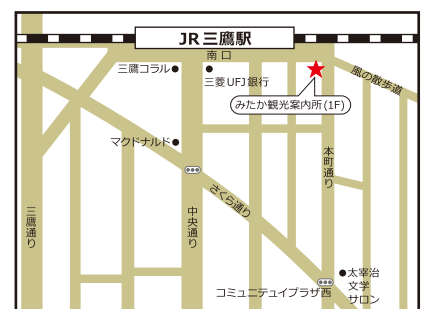 JR三鷹駅
南口
三鷹コラル
三菱UFJ銀行
風の散歩道
みたか観光案内所(1F)
マクドナルド
本町通り
さくら通り
三鷹通り
中央通り
太宰治
文学
サロン
コミュニテュイプラザ西